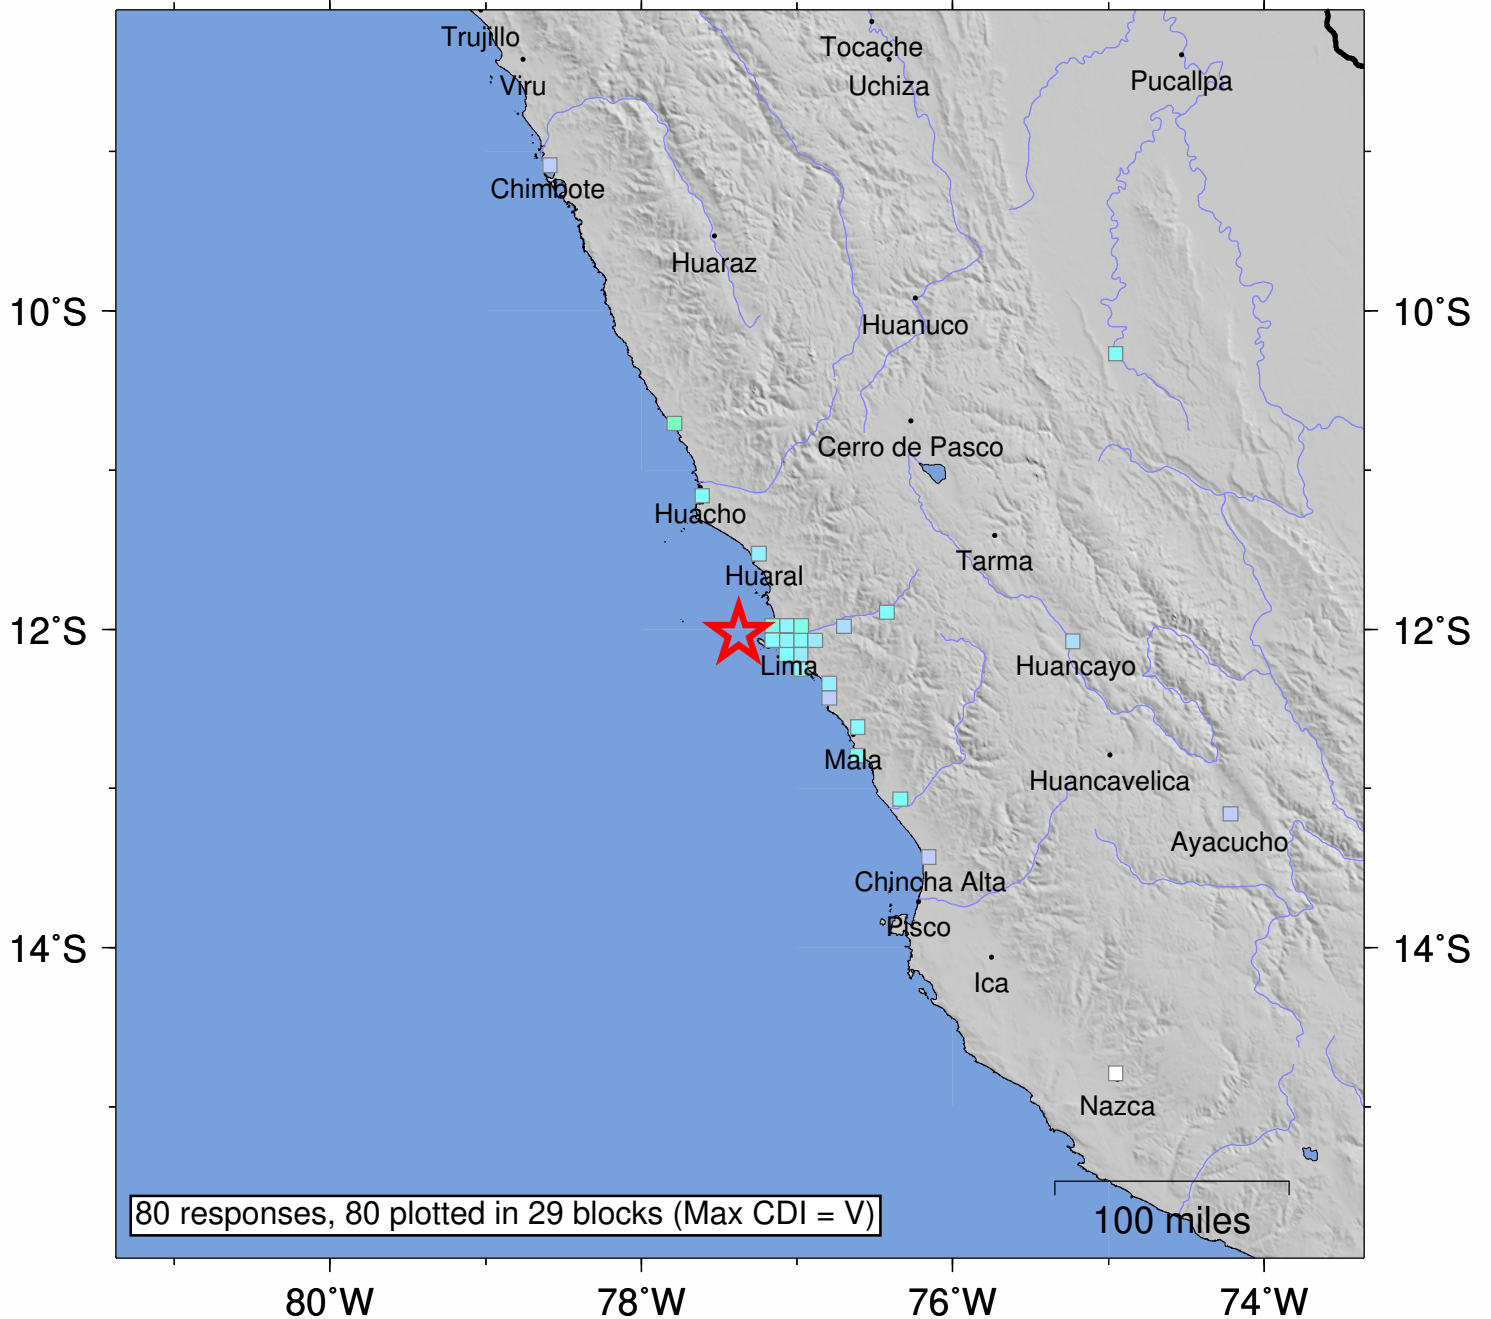 Trujillo
Tocache
Viru
Uchiza
Pucallpa
Chimbote
Huaraz
10°S
10°S
Huanuco
Cerro de Pasco
Huacho
Tarma
Huaral
12°S
12°S
Lima
Huancayo
Mala
Huancavelica
Ayacucho
Chincha Alta
Pisco
14°S
14°S
Ica
Nazca
80 responses, 80 plotted in 29 blocks (Max CDI = V)
100 miles
80°W
78°W
76°W
74°W